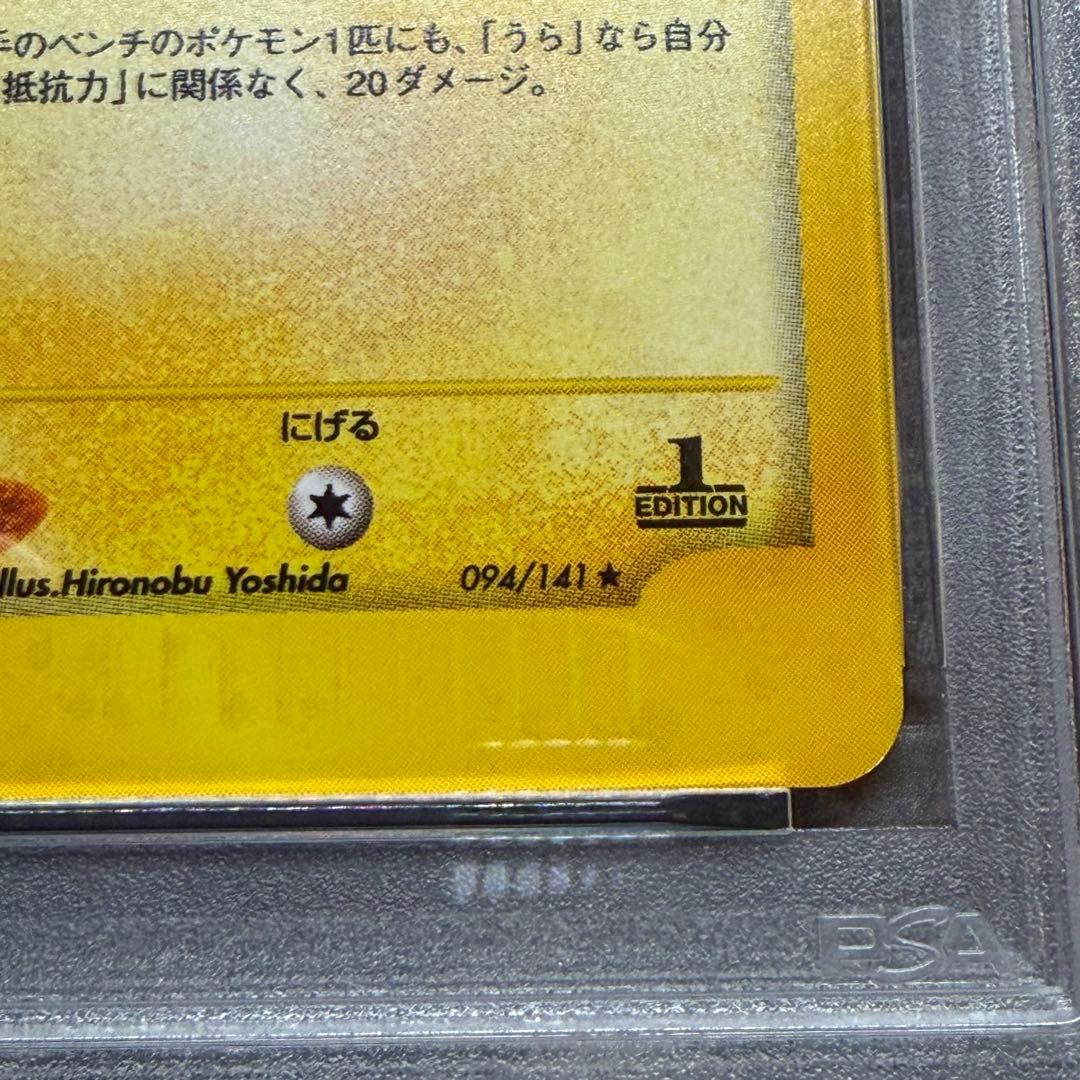 のベンチのポケモン1匹にも、「うら」なら自分
抵抗力」に関係なく、20ダメージ。
にげる
1
EDITION
illus.Hironobu Yoshida
094/141★
PSA